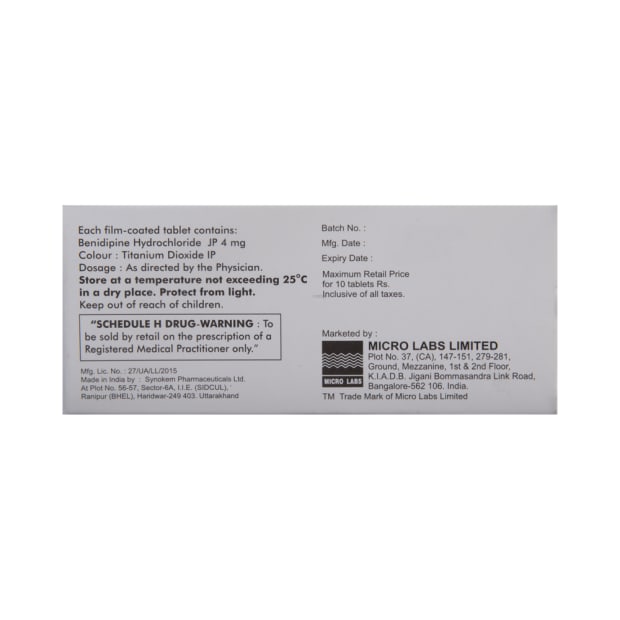 Each film-coated tablet contains:
Benidipine Hydrochloride JP 4 mg
Colour : Titanium Dioxide IP
Dosage : As directed by the Physician.
Store at a temperature not exceeding 25°C
in a dry place. Protect from light.
Keep out of reach of children.
"SCHEDULE H DRUG-WARNING : To
be sold by retail on the prescription of a
Registered Medical Practitioner only."
Mfg. Lic. No. : 27/UA/LL/2015
Made in India by : Synokem Pharmaceuticals Ltd.
At Plot No. 56-57, Sector-6A, I.I.E. (SIDCUL),
Ranipur (BHEL), Haridwar-249 403. Uttarakhand
Batch No. :
Mfg. Date :
Expiry Date :
Maximum Retail Price
for 10 tablets Rs.
Inclusive of all taxes.
Marketed by :
MICRO LABS
MICRO LABS LIMITED
Plot No. 37, (CA), 147-151, 279-281,
Ground, Mezzanine, 1st & 2nd Floor,
K.I.A.D.B. Jigani Bommasandra Link Road,
Bangalore-562 106. India.
TM Trade Mark of Micro Labs Limited